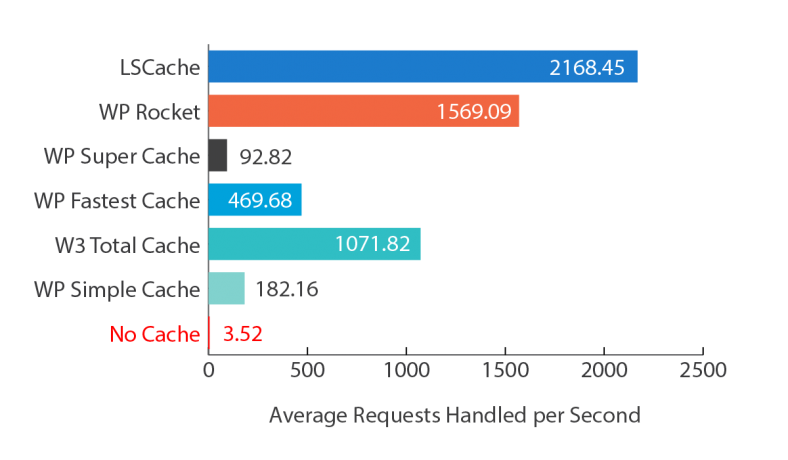 LSCache 2168.45
WP Rocket 1569.09
WP Super Cache 92.82
WP Fastest Cache 469.68
W3 Total Cache 1071.82
WP Simple Cache 182.16
No Cache 3.52
0 500 1000 1500 2000 2500
Average Requests Handled per Second